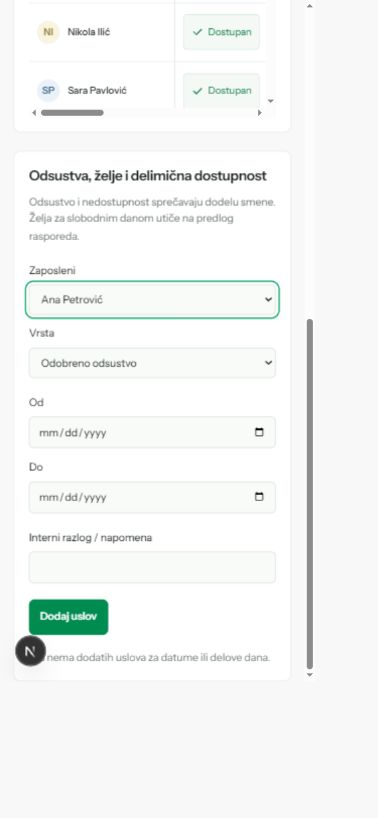 NI Nikola Ilić Dostupan
SP Sara Pavlović Dostupan
Odsustva, želje i delimična dostupnost
Odsustvo i nedostupnost sprečavaju dodelu smene.
Želja za slobodnim danom utiče na predlog
rasporeda.
Zaposleni
Ana Petrović
Vrsta
Odobreno odsustvo
Od
mm/dd/yyyy
Do
mm/dd/yyyy
Interni razlog / napomena
Dodaj uslov
N nema dodatih uslova za datume ili delove dana.